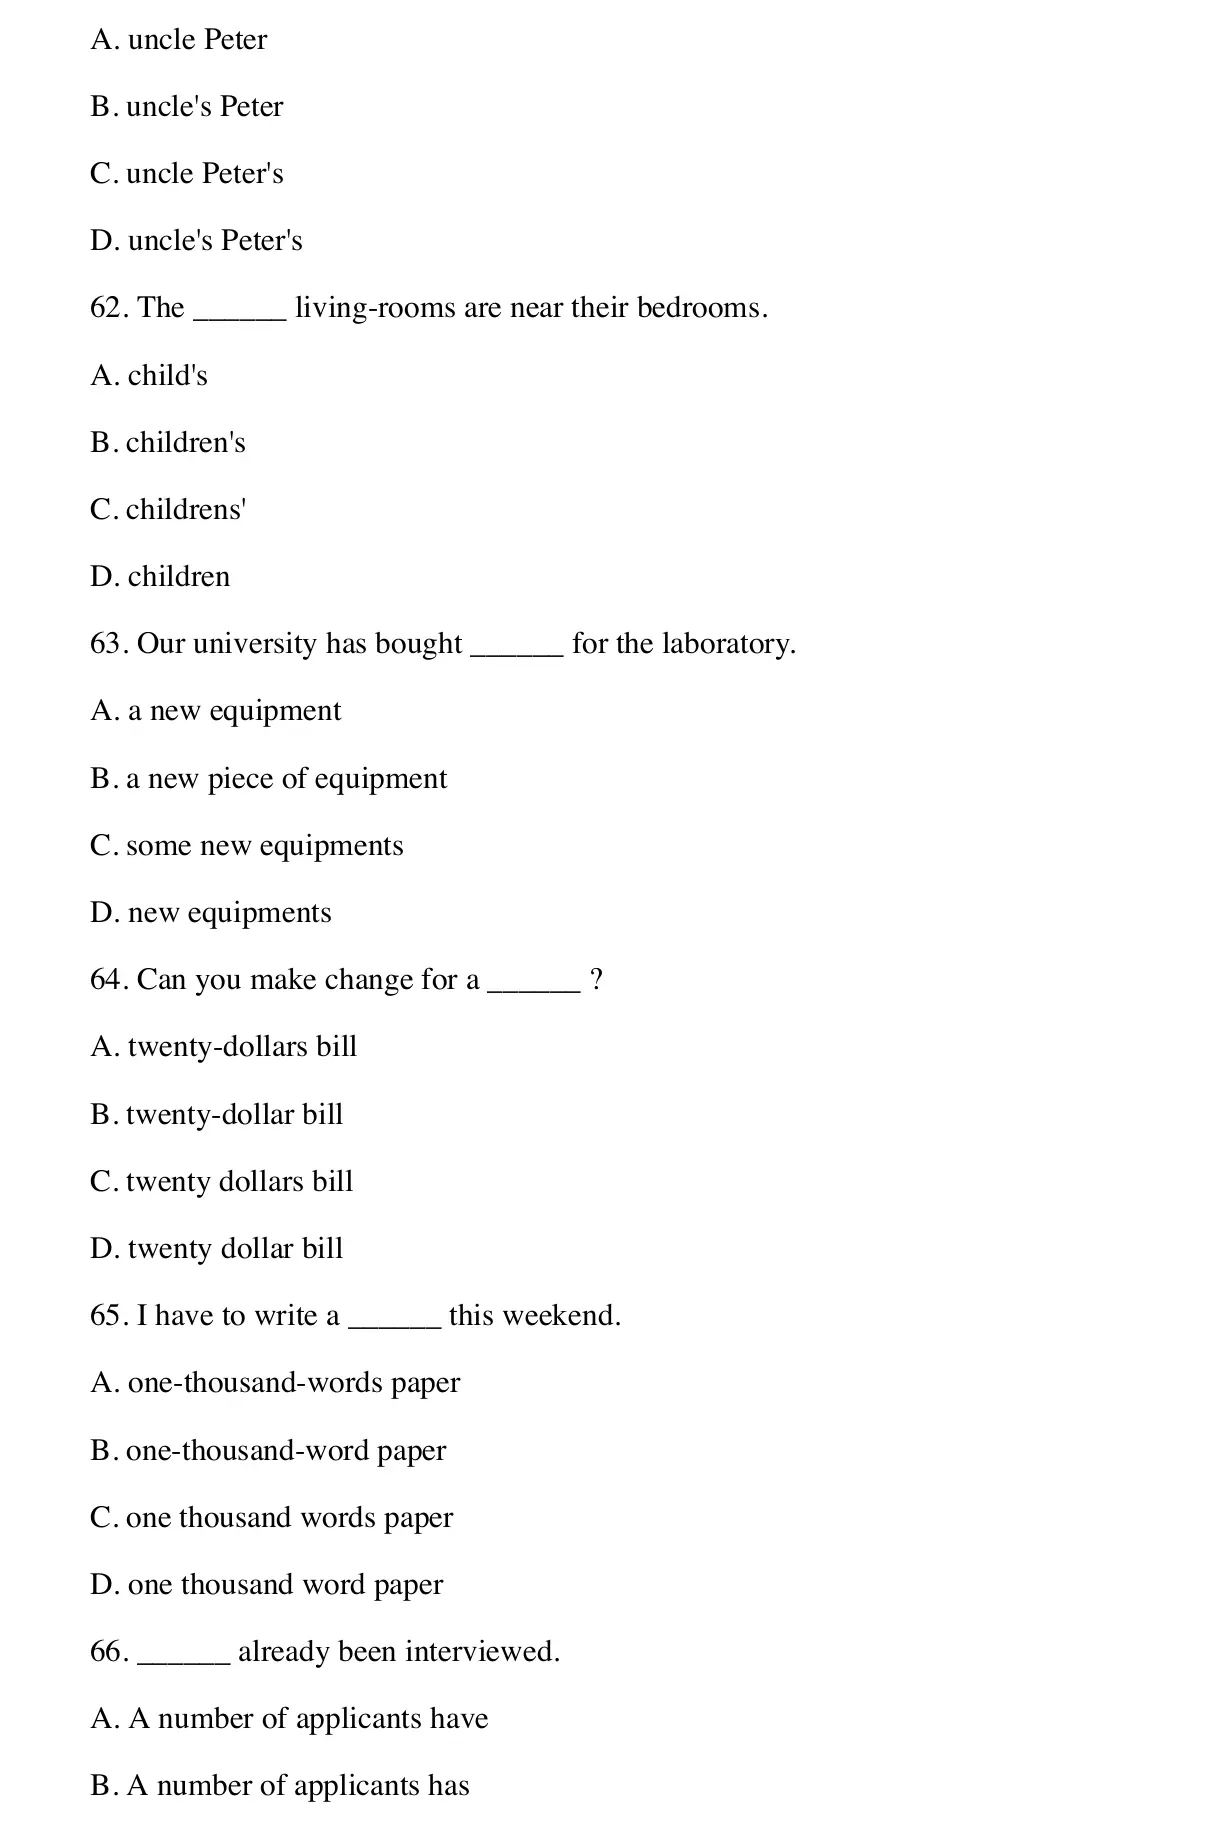 A. uncle Peter
B. uncle's Peter
C. uncle Peter's
D. uncle's Peter's
62. The ______ living-rooms are near their bedrooms.
A. child's
B. children's
C. childrens'
D. children
63. Our university has bought ______ for the laboratory.
A. a new equipment
B. a new piece of equipment
C. some new equipments
D. new equipments
64. Can you make change for a ______ ?
A. twenty-dollars bill
B. twenty-dollar bill
C. twenty dollars bill
D. twenty dollar bill
65. I have to write a ______ this weekend.
A. one-thousand-words paper
B. one-thousand-word paper
C. one thousand words paper
D. one thousand word paper
66. ______ already been interviewed.
A. A number of applicants have
B. A number of applicants has